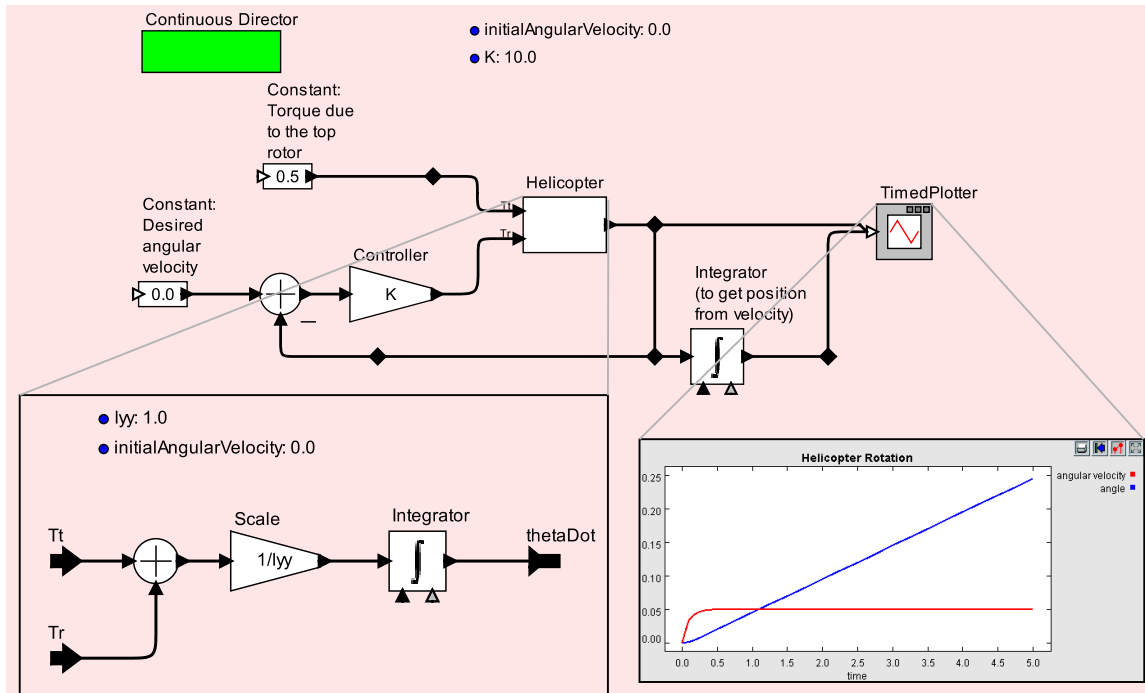 Continuous Director
initialAngularVelocity: 0.0
K: 10.0
Constant:
Torque due
to the top
rotor
0.5
Helicopter
Tt
Tr
TimedPlotter
Constant:
Desired
angular
velocity
0.0
Controller
K
Integrator
(to get position
from velocity)
∫
Iyy: 1.0
initialAngularVelocity: 0.0
Tt
Scale
1/Iyy
Integrator
∫
thetaDot
Tr
Helicopter Rotation
angular velocity
angle
0.25
0.20
0.15
0.10
0.05
0.00
0.0 0.5 1.0 1.5 2.0 2.5 3.0 3.5 4.0 4.5 5.0
time